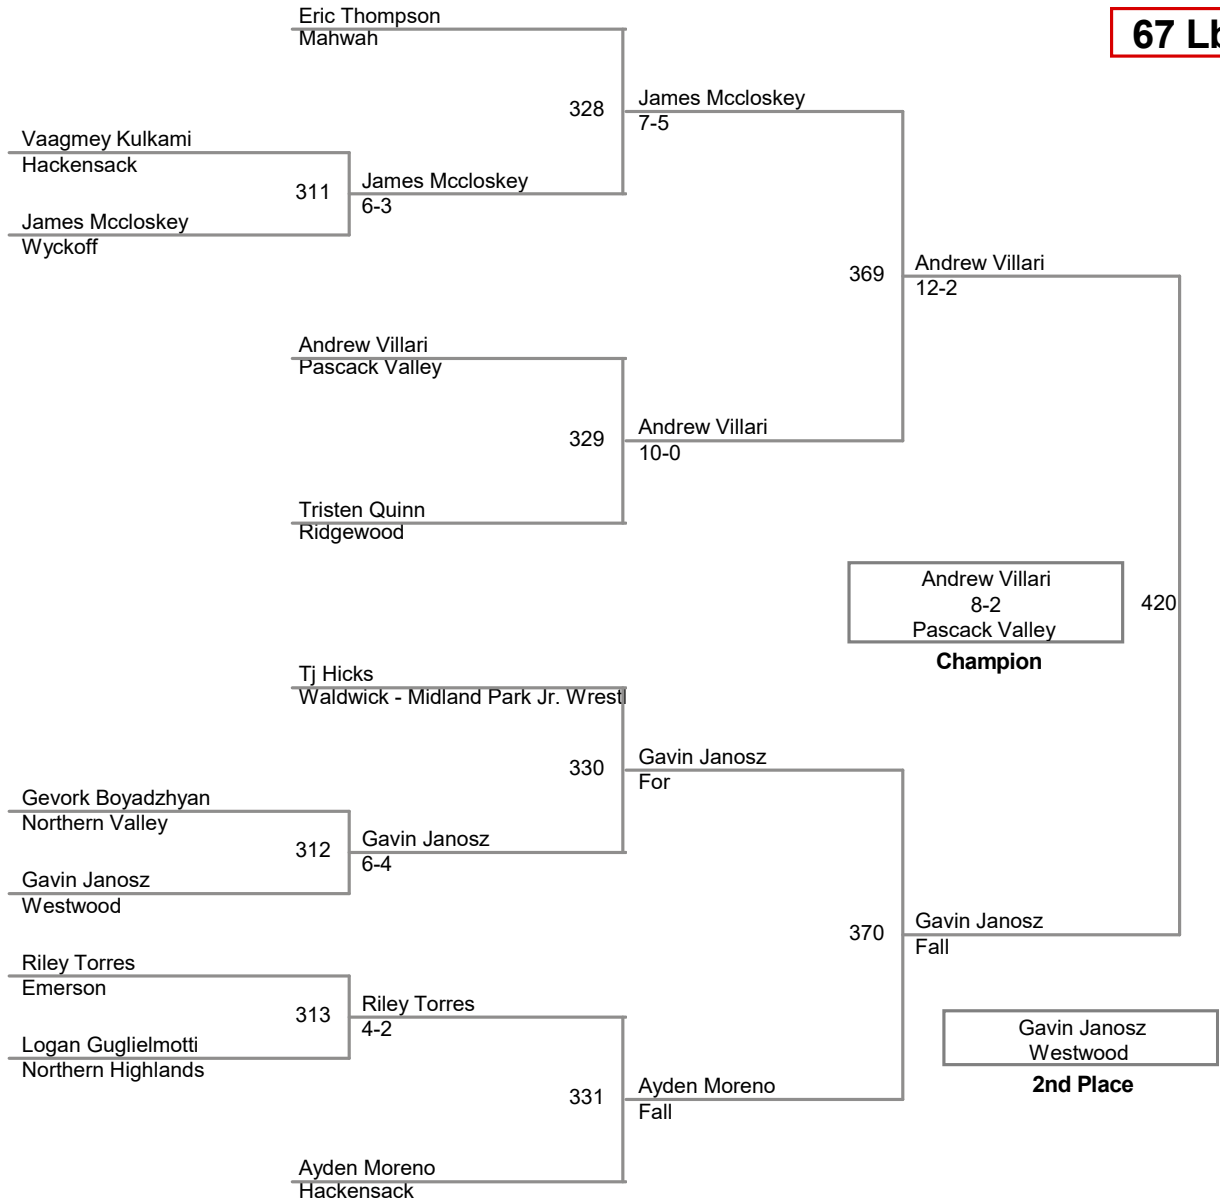 Eric Thompson
Mahwah
67 Lb
328
James Mccloskey
7-5
Vaagmey Kulkami
Hackensack
311
James Mccloskey
6-3
James Mccloskey
Wyckoff
369
Andrew Villari
12-2
Andrew Villari
Pascack Valley
329
Andrew Villari
10-0
Tristen Quinn
Ridgewood
Andrew Villari
8-2
Pascack Valley
420
Champion
Tj Hicks
Waldwick - Midland Park Jr. Wrestl
330
Gavin Janosz
For
Gevork Boyadzhyan
Northern Valley
312
Gavin Janosz
6-4
Gavin Janosz
Westwood
370
Gavin Janosz
Fall
Riley Torres
Emerson
313
Riley Torres
4-2
Logan Guglielmotti
Northern Highlands
Gavin Janosz
Westwood
2nd Place
331
Ayden Moreno
Fall
Ayden Moreno
Hackensack